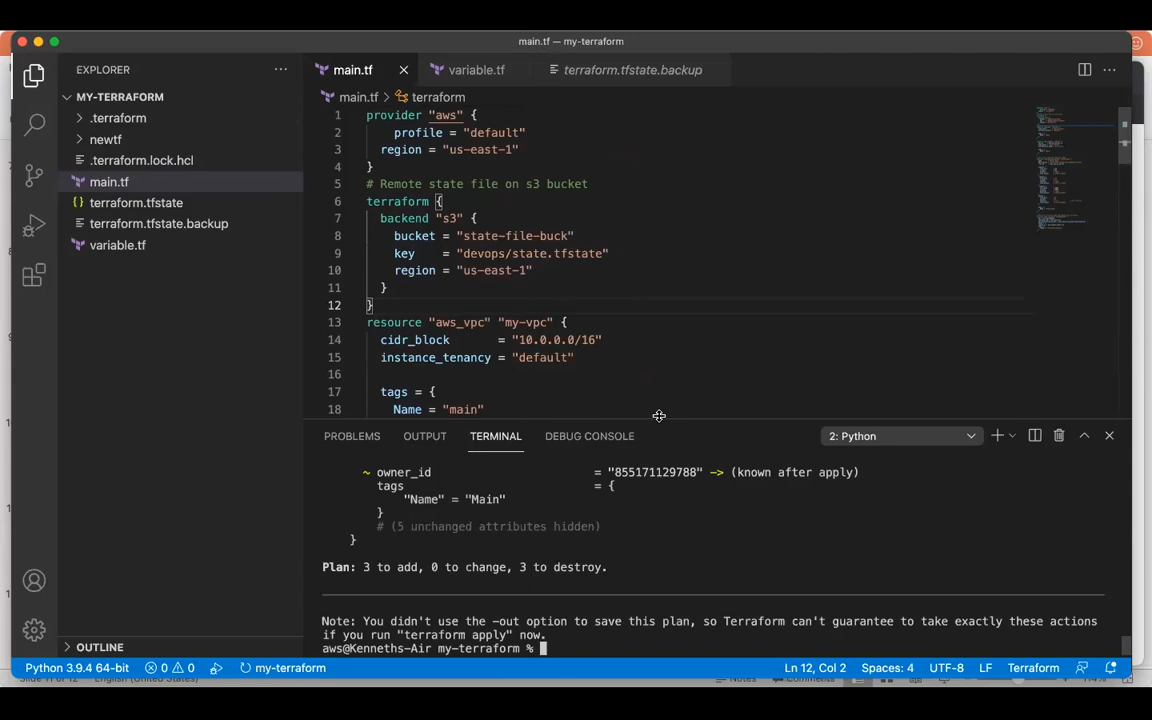 main.tf — my-terraform
EXPLORER
MY-TERRAFORM
.terraform
newtf
.terraform.lock.hcl
main.tf
terraform.tfstate
terraform.tfstate.backup
variable.tf
OUTLINE
main.tf
variable.tf
terraform.tfstate.backup
main.tf > terraform
1 provider "aws" {
2 profile = "default"
3 region = "us-east-1"
4 }
5 # Remote state file on s3 bucket
6 terraform {
7 backend "s3" {
8 bucket = "state-file-buck"
9 key = "devops/state.tfstate"
10 region = "us-east-1"
11 }
12 }
13 resource "aws_vpc" "my-vpc" {
14 cidr_block = "10.0.0.0/16"
15 instance_tenancy = "default"
16
17 tags = {
18 Name = "main"
PROBLEMS OUTPUT TERMINAL DEBUG CONSOLE 2: Python
~ owner_id = "855171129788" -> (known after apply)
tags = {
"Name" = "Main"
}
# (5 unchanged attributes hidden)
}
Plan: 3 to add, 0 to change, 3 to destroy.
Note: You didn't use the -out option to save this plan, so Terraform can't guarantee to take exactly these actions
if you run "terraform apply" now.
aws@Kenneths-Air my-terraform %
Python 3.9.4 64-bit 0 0 my-terraform Ln 12, Col 2 Spaces: 4 UTF-8 LF Terraform